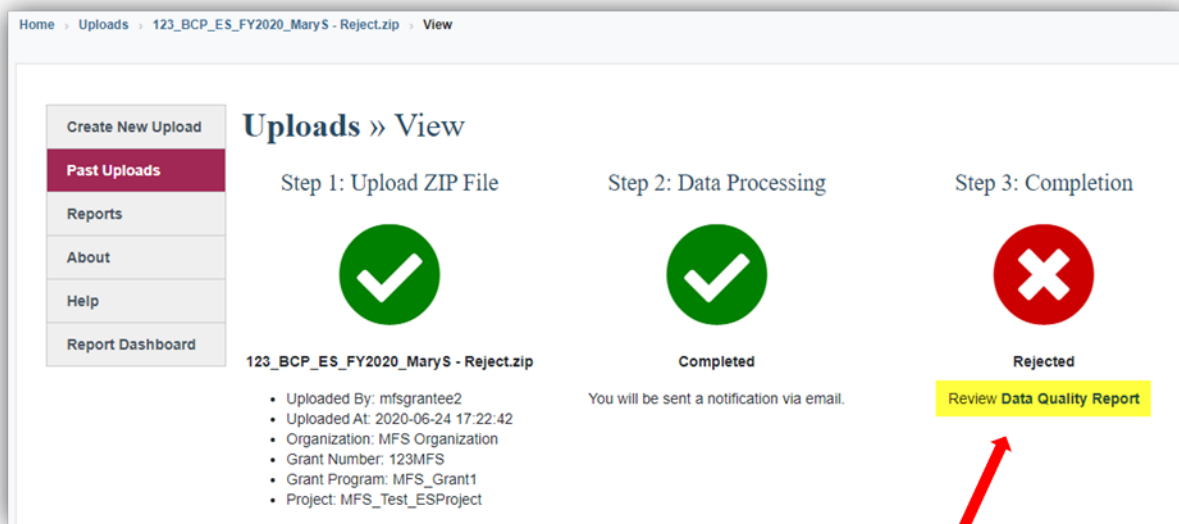 Home › Uploads › 123_BCP_ES_FY2020_MaryS - Reject.zip › View
Create New Upload
Past Uploads
Reports
About
Help
Report Dashboard
Uploads » View
Step 1: Upload ZIP File
123_BCP_ES_FY2020_MaryS - Reject.zip
• Uploaded By: mfsgrantee2
• Uploaded At: 2020-06-24 17:22:42
• Organization: MFS Organization
• Grant Number: 123MFS
• Grant Program: MFS_Grant1
• Project: MFS_Test_ESProject
Step 2: Data Processing
Completed
You will be sent a notification via email.
Step 3: Completion
Rejected
Review Data Quality Report